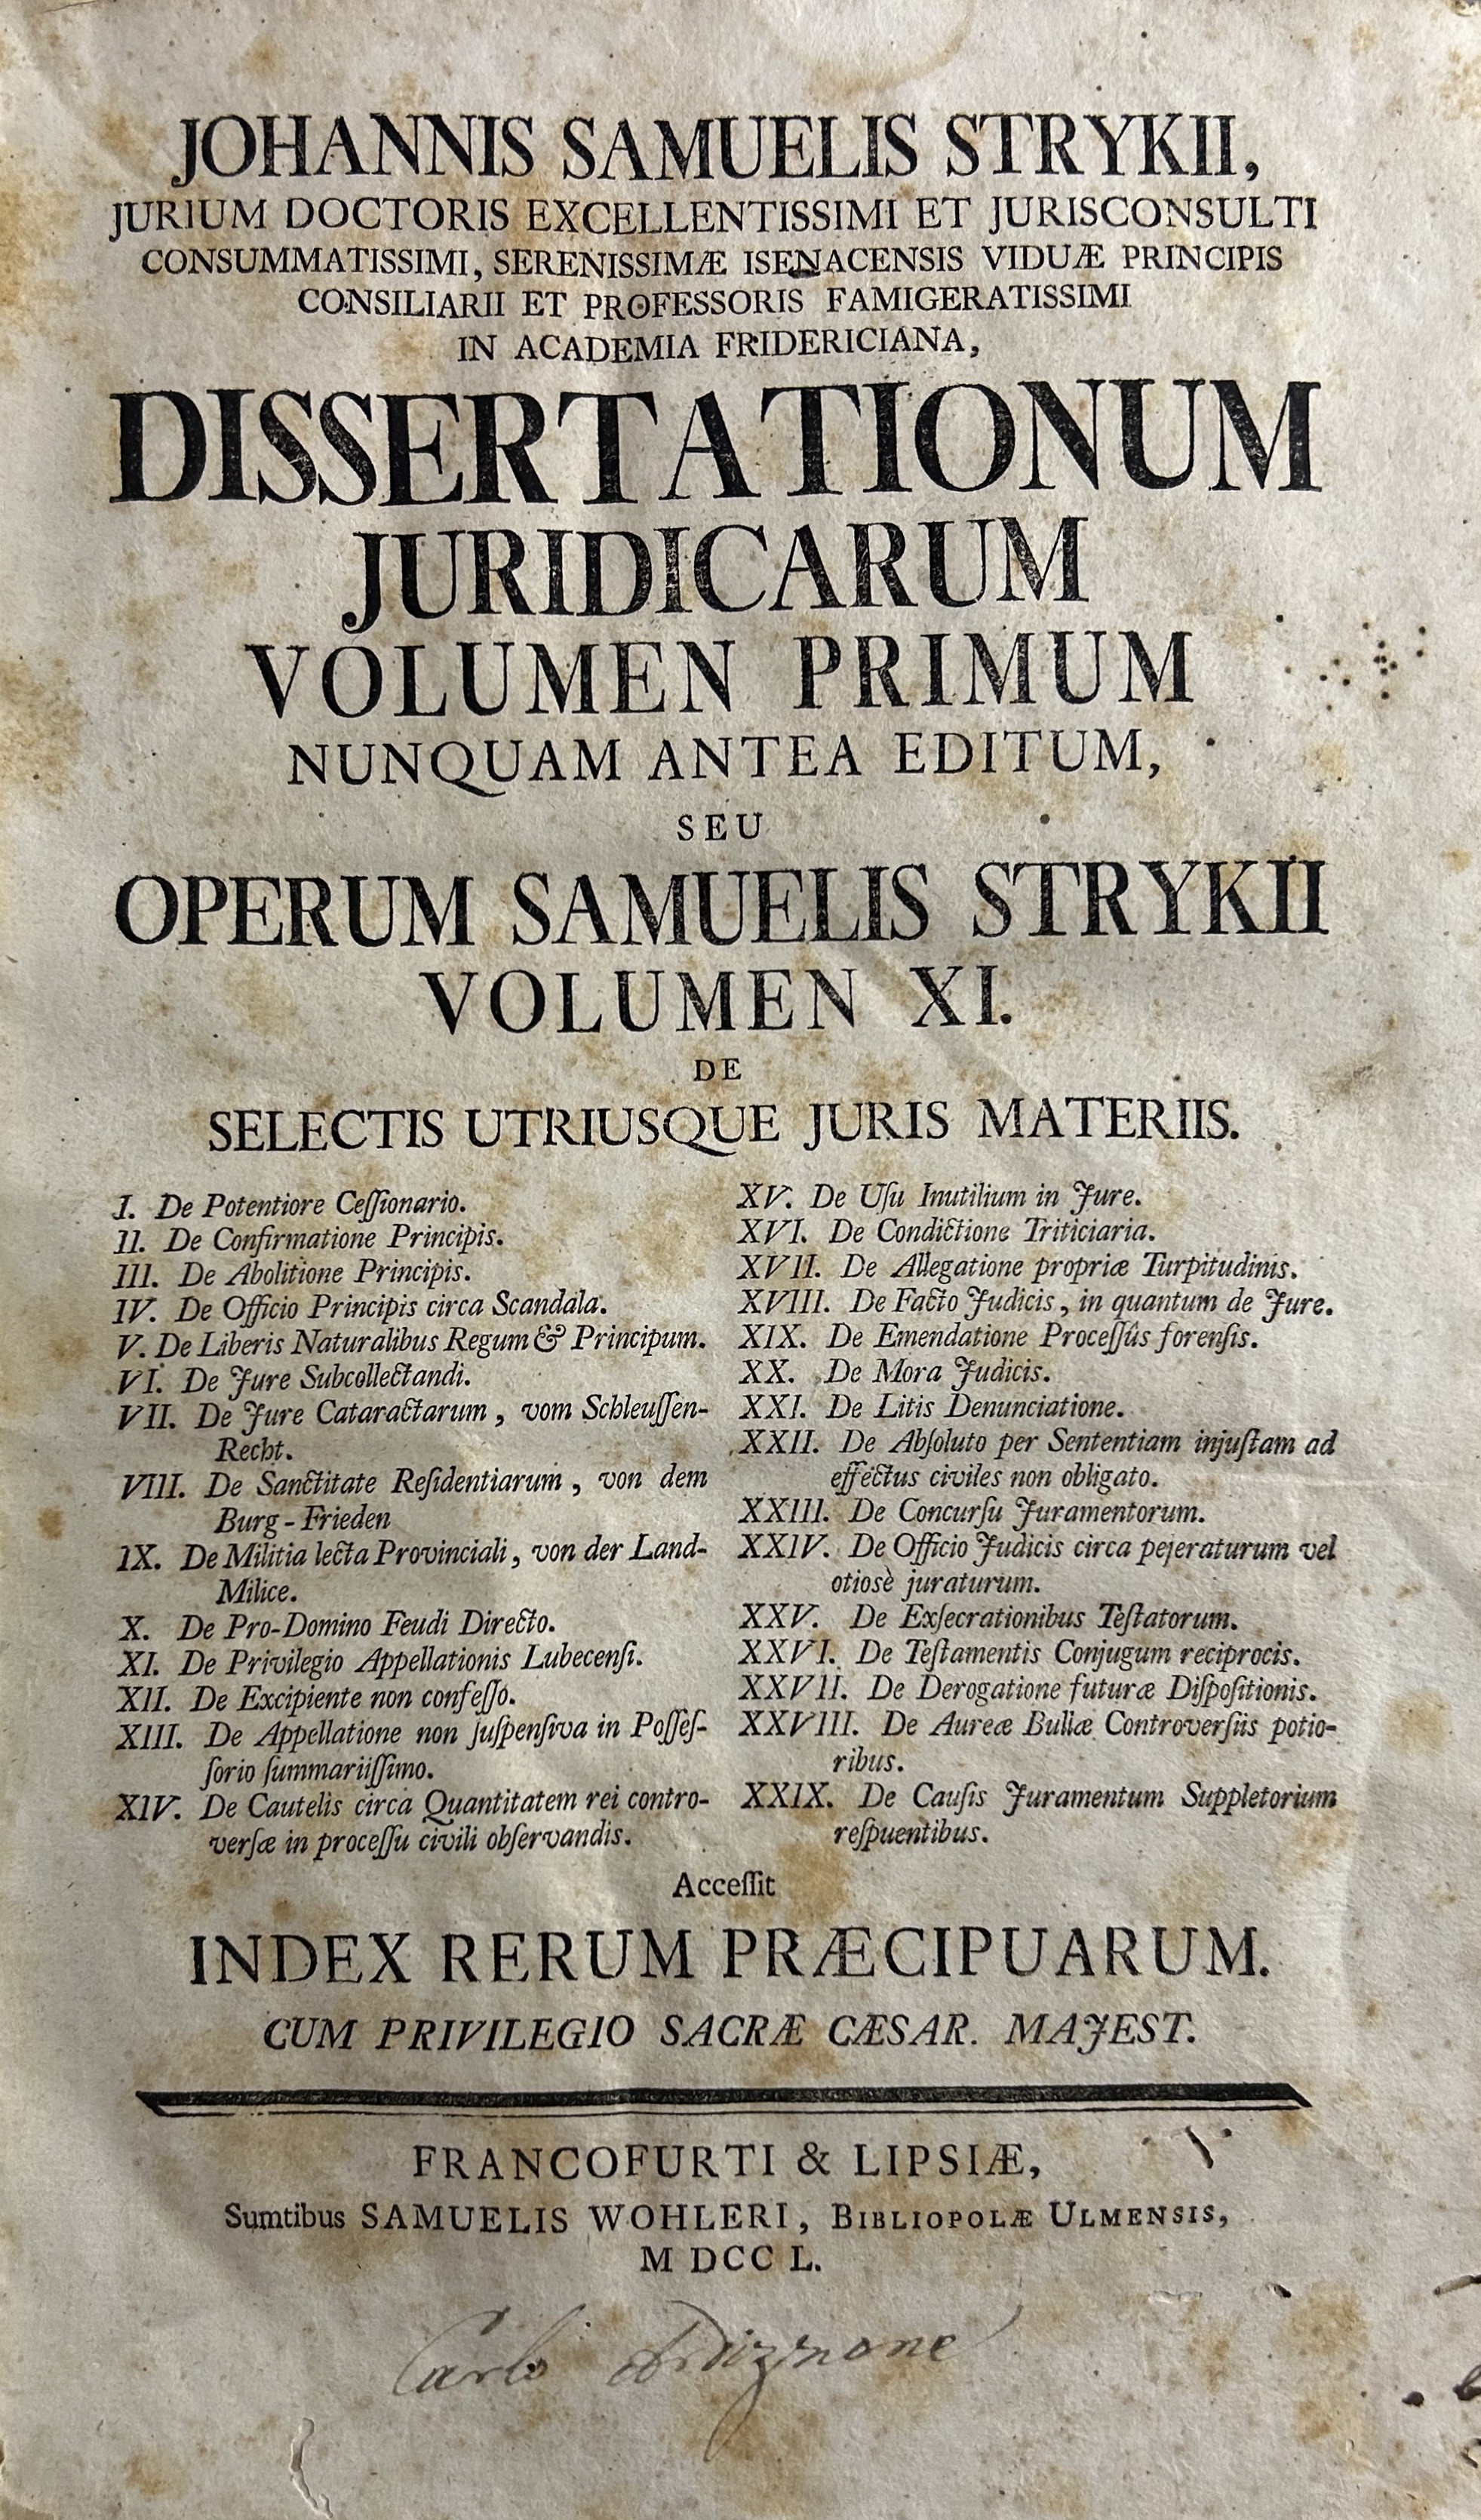 JOHANNIS SAMUELIS STRYKII,
JURIUM DOCTORIS EXCELLENTISSIMI ET JURISCONSULTI
CONSUMMATISSIMI, SERENISSIMÆ ISENACENSIS VIDUÆ PRINCIPIS
CONSILIARII ET PROFESSORIS FAMIGERATISSIMI
IN ACADEMIA FRIDERICIANA,
DISSERTATIONUM
JURIDICARUM
VOLUMEN PRIMUM
NUNQUAM ANTEA EDITUM,
SEU
OPERUM SAMUELIS STRYKII
VOLUMEN XI.
DE
SELECTIS UTRIUSQUE JURIS MATERIIS.
I. De Potentiore Ceſſionario.
II. De Confirmatione Principis.
III. De Abolitione Principis.
IV. De Officio Principis circa Scandala.
V. De Liberis Naturalibus Regum & Principum.
VI. De Jure Subcollectandi.
VII. De Jure Cataractarum, vom Schleuſſen-
Recht.
VIII. De Sanctitate Reſidentiarum, von dem
Burg-Frieden
IX. De Militia lecta Provinciali, von der Land-
Milice.
X. De Pro-Domino Feudi Directo.
XI. De Privilegio Appellationis Lubecenſi.
XII. De Excipiente non confeſſo.
XIII. De Appellatione non ſuſpenſiva in Poſſeſ-
ſorio ſummariiſſimo.
XIV. De Cautelis circa Quantitatem rei contro-
verſæ in proceſſu civili obſervandis.
XV. De Uſu Inutilium in Jure.
XVI. De Condictione Triticiaria.
XVII. De Allegatione propriæ Turpitudinis.
XVIII. De Facto Judicis, in quantum de Jure.
XIX. De Emendatione Proceſſûs forenſis.
XX. De Mora Judicis.
XXI. De Litis Denunciatione.
XXII. De Abſoluto per Sententiam injuſtam ad
effectus civiles non obligato.
XXIII. De Concurſu Juramentorum.
XXIV. De Officio Judicis circa pejeraturum vel
otiosè juraturum.
XXV. De Exſecrationibus Teſtatorum.
XXVI. De Teſtamentis Conjugum reciprocis.
XXVII. De Derogatione futuræ Diſpoſitionis.
XXVIII. De Aureæ Bullæ Controverſiis potio-
ribus.
XXIX. De Cauſis Juramentum Suppletorium
reſpuentibus.
Acceſſit
INDEX RERUM PRÆCIPUARUM.
CUM PRIVILEGIO SACRÆ CÆSAR. MAJEST.
FRANCOFURTI & LIPSIÆ,
Sumtibus SAMUELIS WOHLERI, BIBLIOPOLÆ ULMENSIS,
M DCC L.
Carlo